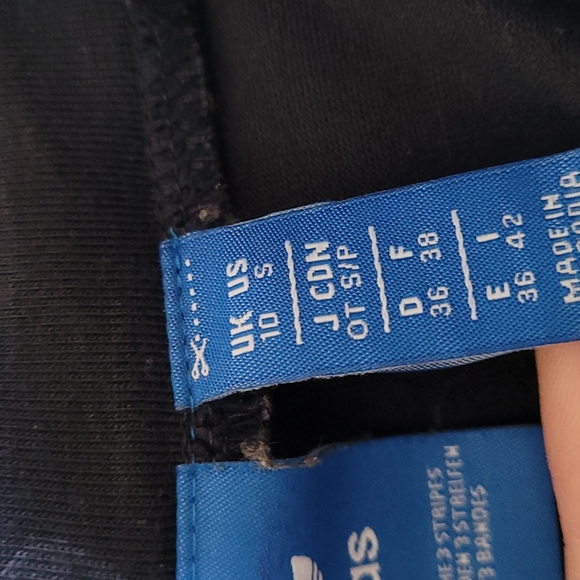 UK US
10 S
J CDN
OT S/P
D F
36 38
E I
36 42
MADE IN
3 STRIPES
3 STREIFEN
3 BANDES